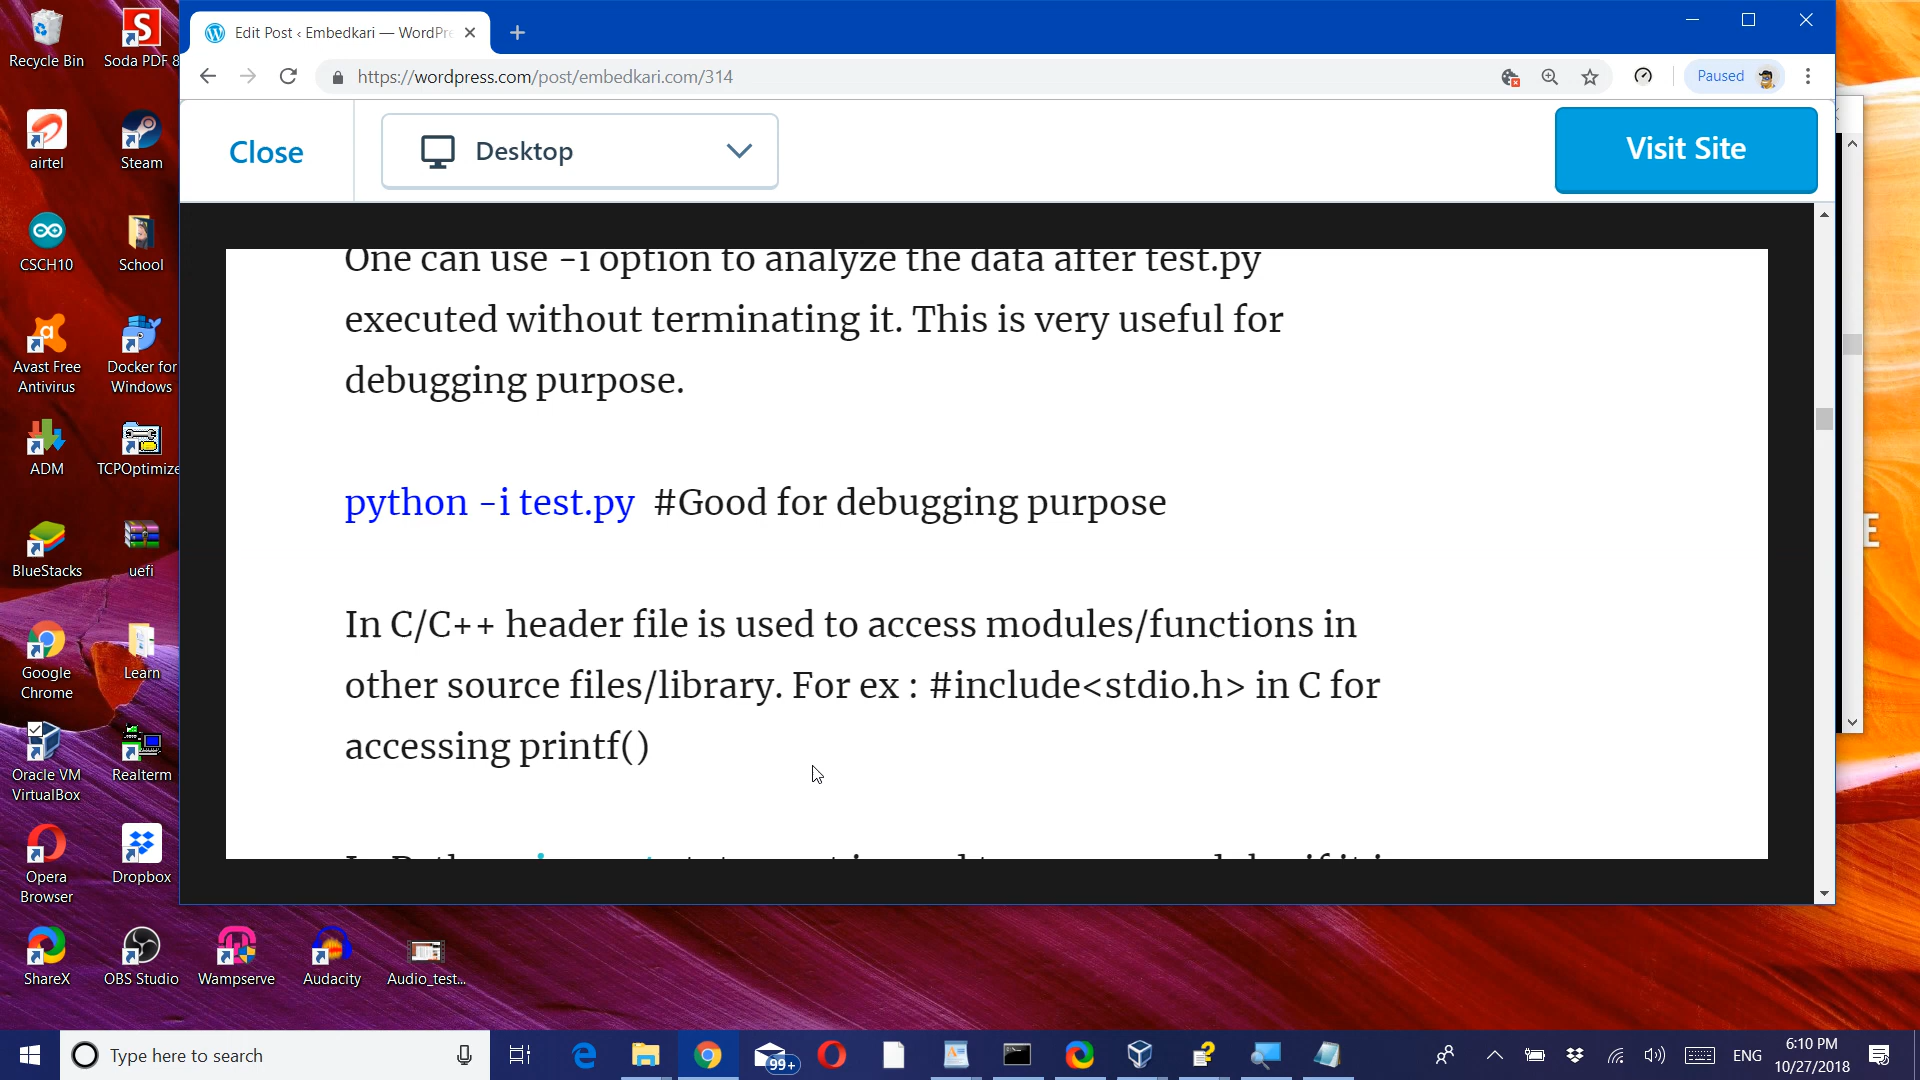 Edit Post ‹ Embedkari — WordPre
https://wordpress.com/post/embedkari.com/314
Paused
Close
Desktop
Visit Site
One can use -i option to analyze the data after test.py
executed without terminating it. This is very useful for
debugging purpose.
python -i test.py #Good for debugging purpose
In C/C++ header file is used to access modules/functions in
other source files/library. For ex : #include<stdio.h> in C for
accessing printf()
Recycle Bin
Soda PDF 8
airtel
Steam
CSCH10
School
Avast Free
Antivirus
Docker for
Windows
ADM
TCPOptimize
BlueStacks
uefi
Google
Chrome
Learn
Oracle VM
VirtualBox
Realterm
Opera
Browser
Dropbox
ShareX
OBS Studio
Wampserve
Audacity
Audio_test...
E
Type here to search
99+
ENG
6:10 PM
10/27/2018